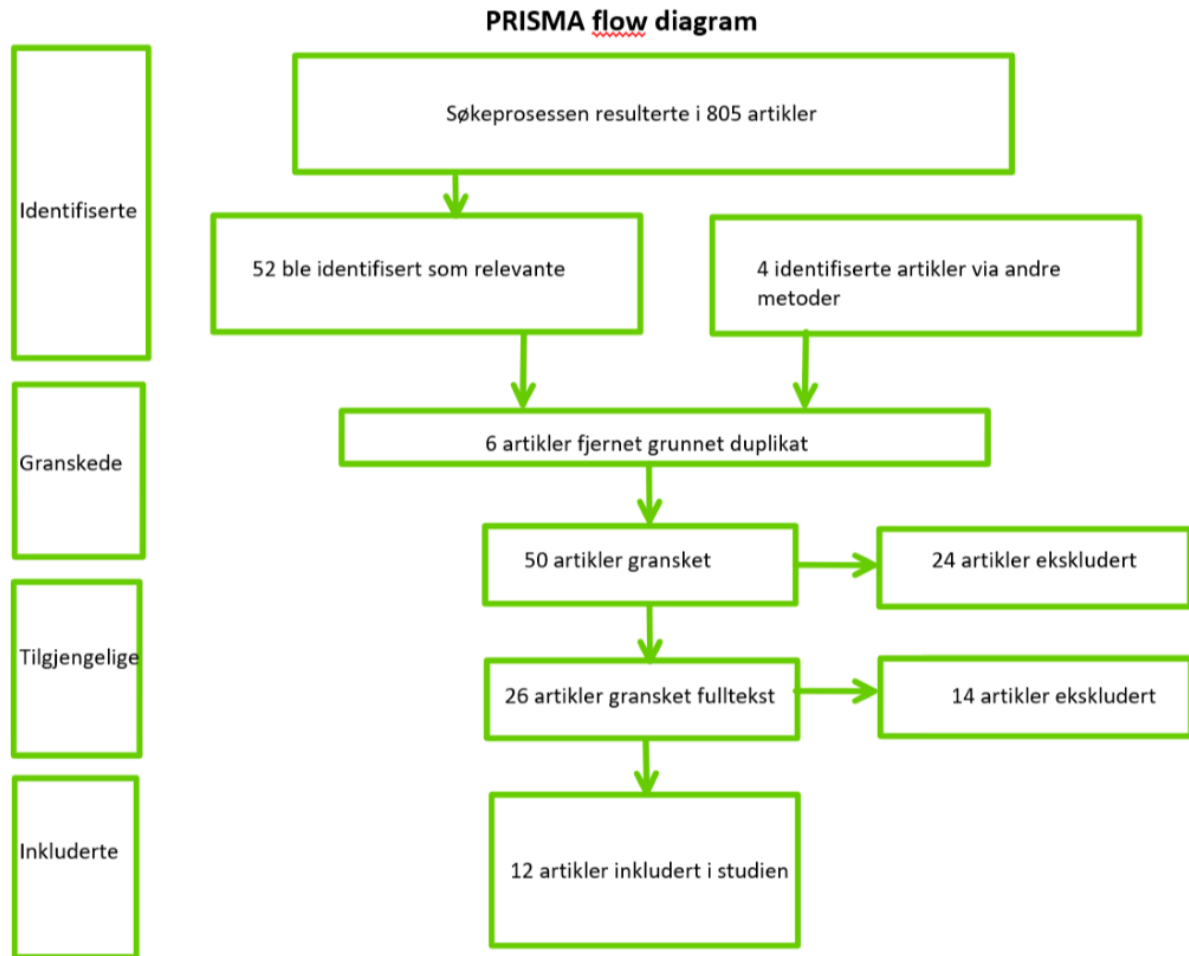 PRISMA flow diagram
Identifiserte
Søkeprosessen resulterte i 805 artikler
52 ble identifisert som relevante
4 identifiserte artikler via andre
metoder
Granskede
6 artikler fjernet grunnet duplikat
50 artikler gransket
24 artikler ekskludert
Tilgjengelige
26 artikler gransket fulltekst
14 artikler ekskludert
Inkluderte
12 artikler inkludert i studien